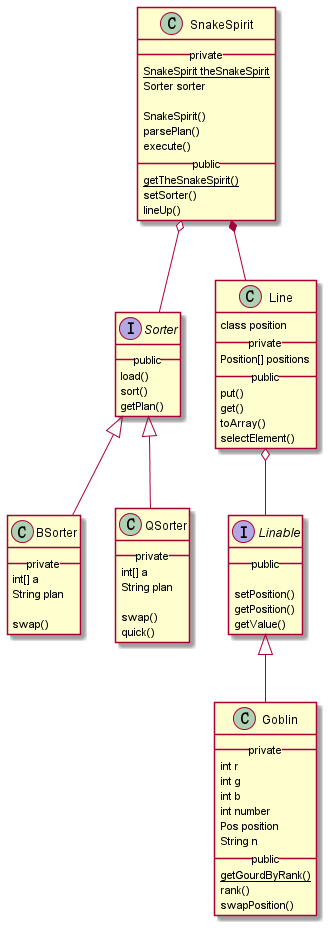 C SnakeSpirit
private
SnakeSpirit theSnakeSpirit
Sorter sorter
SnakeSpirit()
parsePlan()
execute()
public
getTheSnakeSpirit()
setSorter()
lineUp()
I Sorter
public
load()
sort()
getPlan()
C Line
class position
private
Position[] positions
public
put()
get()
toArray()
selectElement()
C BSorter
private
int[] a
String plan
swap()
C QSorter
private
int[] a
String plan
swap()
quick()
I Linable
public
setPosition()
getPosition()
getValue()
C Goblin
private
int r
int g
int b
int number
Pos position
String n
public
getGourdByRank()
rank()
swapPosition()